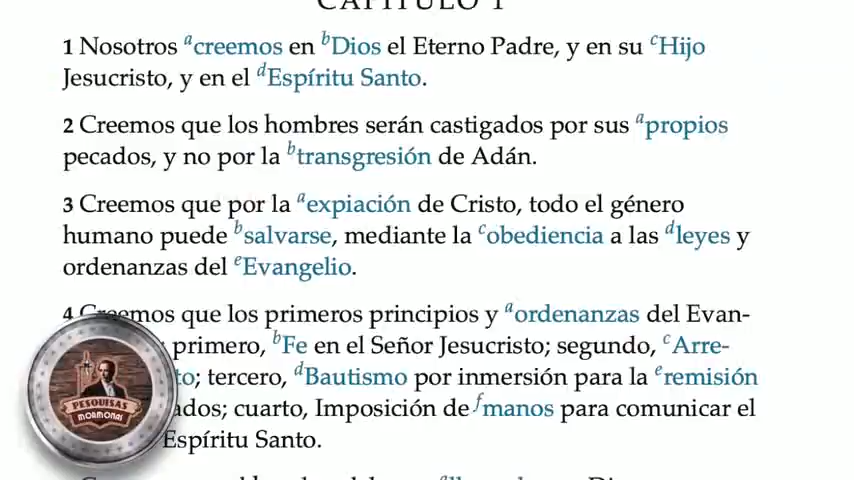 CAPÍTULO 1
1 Nosotros ᵃcreemos en ᵇDios el Eterno Padre, y en su ᶜHijo
Jesucristo, y en el ᵈEspíritu Santo.
2 Creemos que los hombres serán castigados por sus ᵃpropios
pecados, y no por la ᵇtransgresión de Adán.
3 Creemos que por la ᵃexpiación de Cristo, todo el género
humano puede ᵇsalvarse, mediante la ᶜobediencia a las ᵈleyes y
ordenanzas del ᵉEvangelio.
4 Creemos que los primeros principios y ᵃordenanzas del Evan-
primero, ᵇFe en el Señor Jesucristo; segundo, ᶜArre-
to; tercero, ᵈBautismo por inmersión para la ᵉremisión
ados; cuarto, Imposición de ᶠmanos para comunicar el
Espíritu Santo.
PESQUISAS
MORMONAS